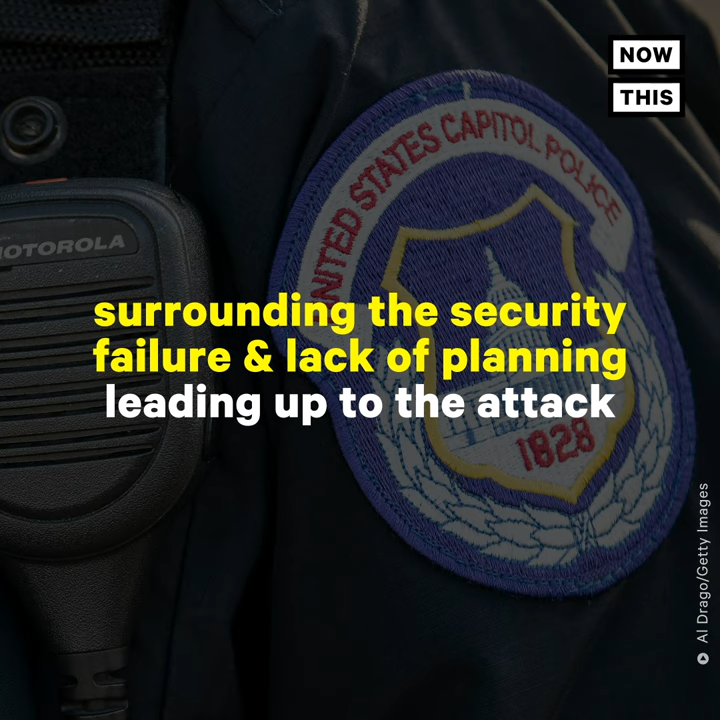 NOW
THIS
UNITED STATES CAPITOL POLICE
MOTOROLA
surrounding the security
failure & lack of planning
leading up to the attack
1828
Al Drago/Getty Images